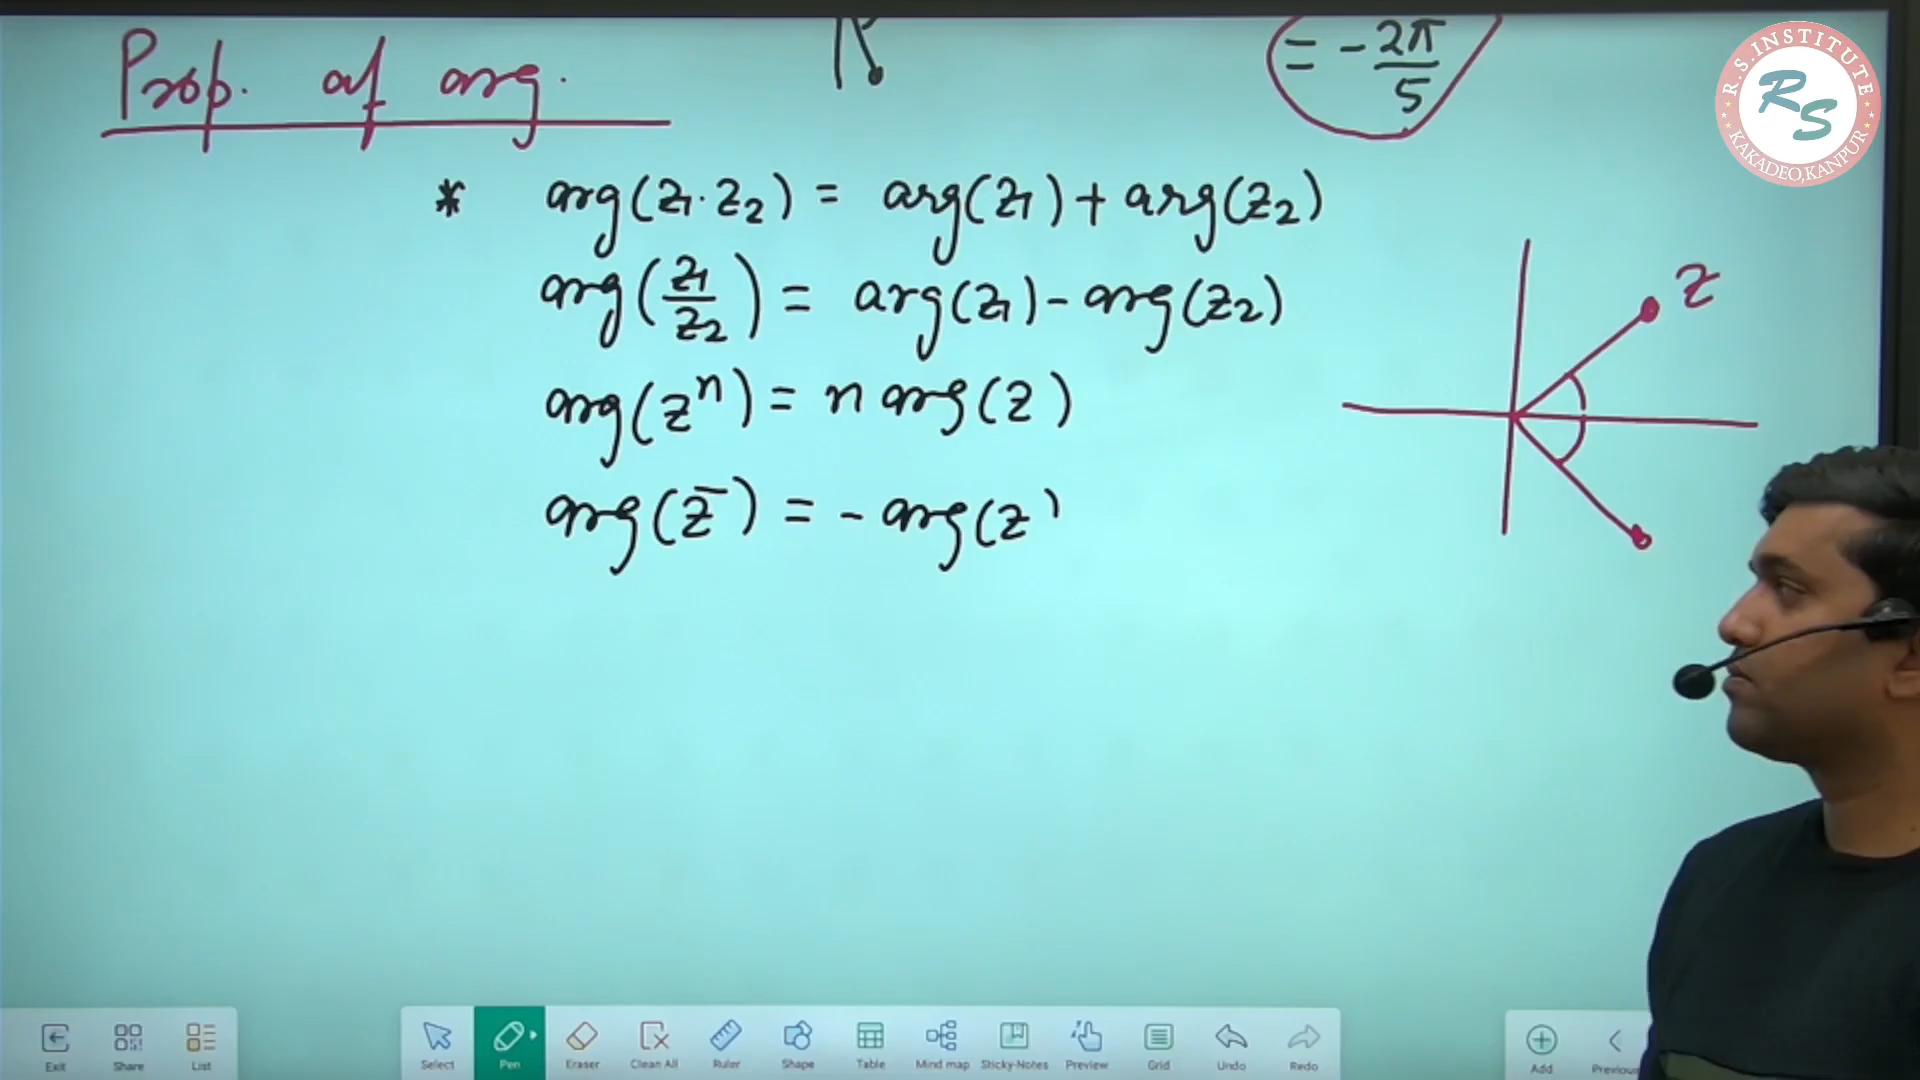 Prop. of arg.
= -2π/5
R.S.INSTITUTE
RS
KAKADEO,KANPUR
* arg(z₁.z₂) = arg(z₁) + arg(z₂)
arg(z₁/z₂) = arg(z₁) - arg(z₂)
z
arg(zⁿ) = n arg(z)
arg(z̄) = - arg(z)
Exit Share List Select Pen Eraser Clean All Ruler Shape Table Mind map Sticky-Notes Preview Grid Undo Redo Add Previous